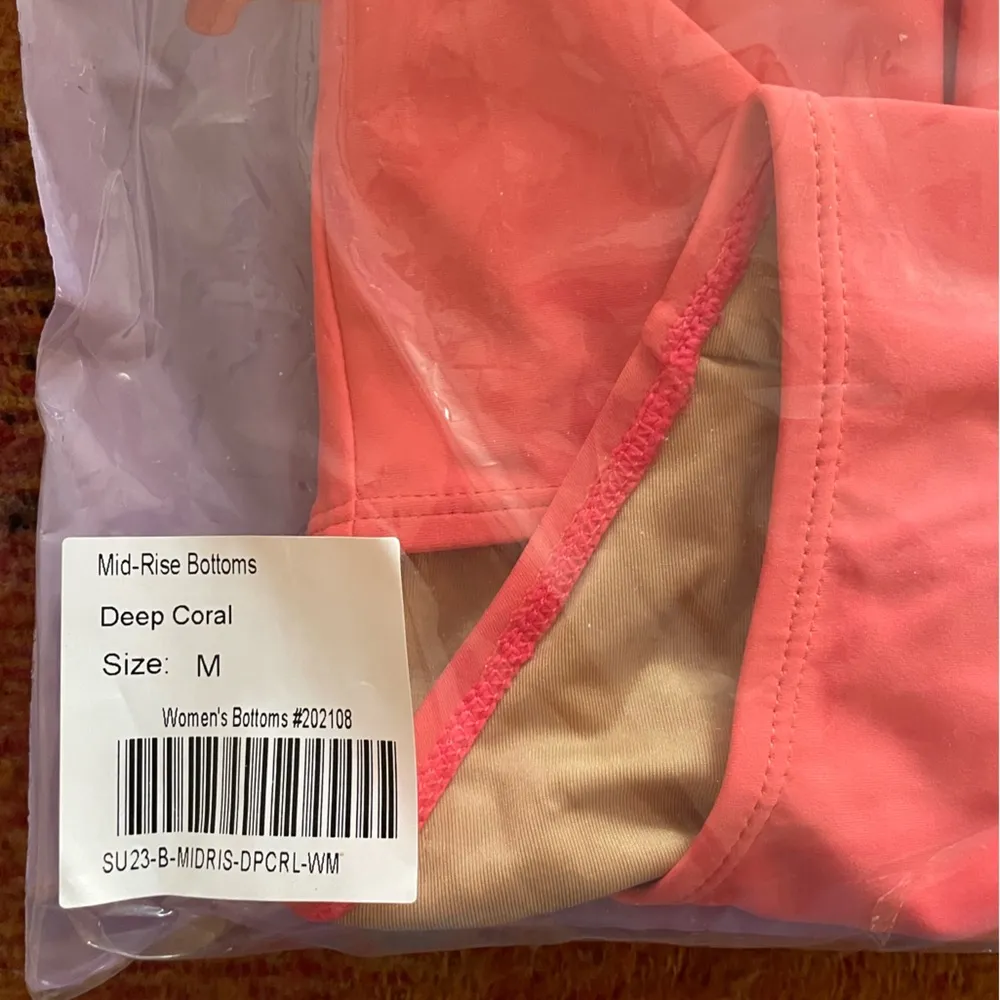 Mid-Rise Bottoms
Deep Coral
Size: M
Women's Bottoms #202108
SU23-B-MIDRIS-DPCRL-WM